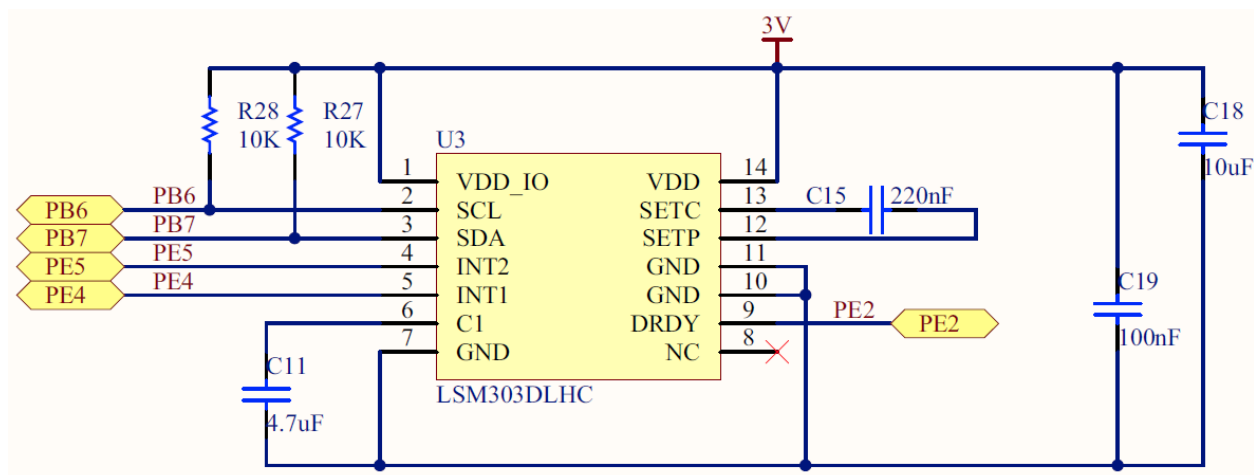 3V
R28
10K
R27
10K
C18
10uF
U3
1 VDD_IO VDD 14
PB6 PB6 2 SCL SETC 13 C15 220nF
PB7 PB7 3 SDA SETP 12
PE5 PE5 4 INT2 GND 11
PE4 PE4 5 INT1 GND 10
6 C1 DRDY 9 PE2 PE2
7 GND NC 8
C19
100nF
C11
4.7uF
LSM303DLHC